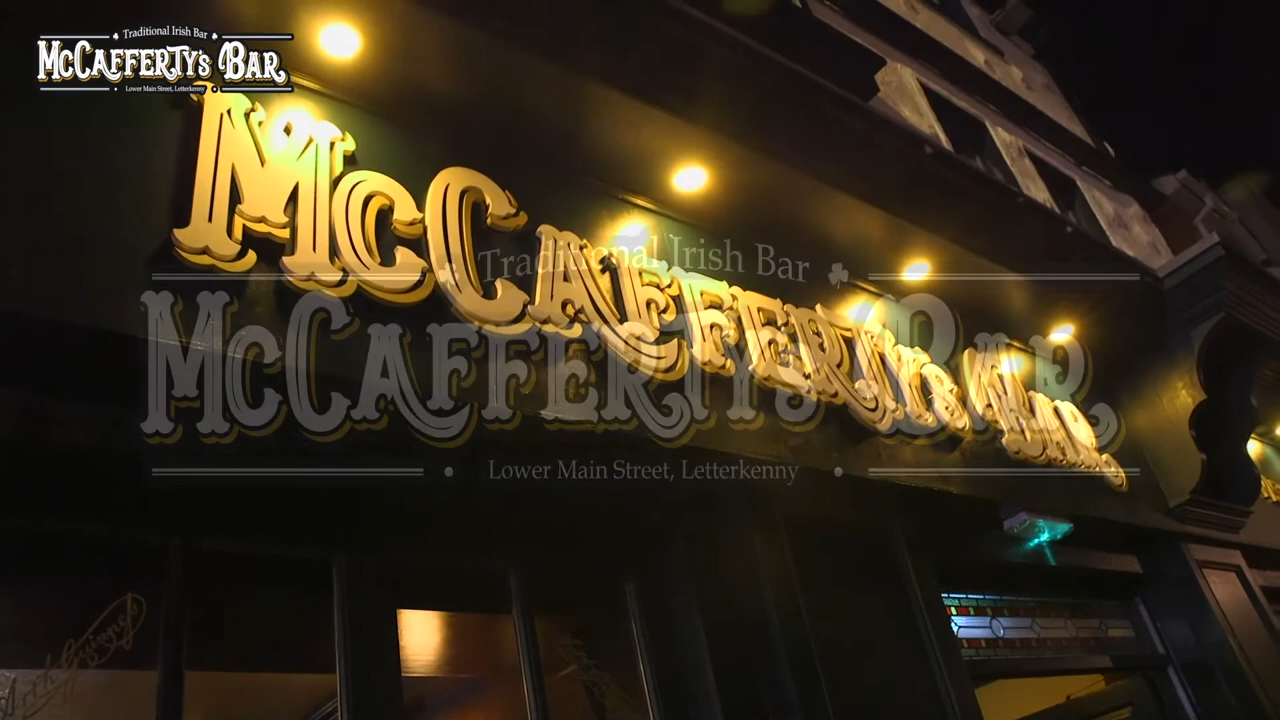 Traditional Irish Bar
McCafferty's Bar
Lower Main Street, Letterkenny
McCafferty's Bar
Traditional Irish Bar
McCafferty's Bar
Lower Main Street, Letterkenny